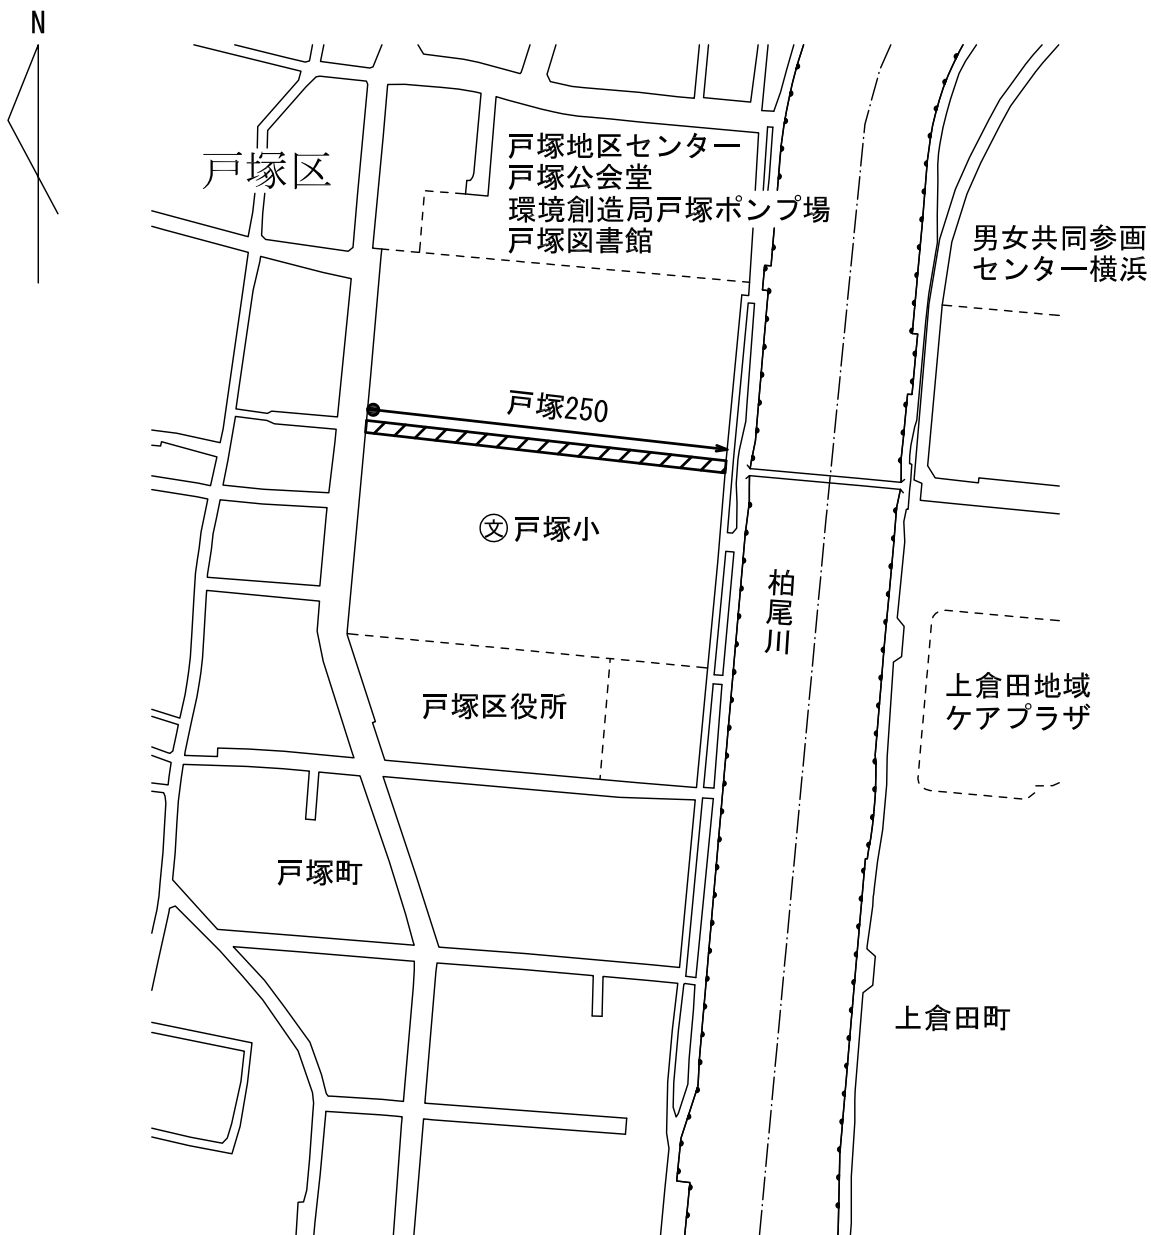 N
戸塚区
戸塚地区センター
戸塚公会堂
環境創造局戸塚ポンプ場
戸塚図書館
男女共同参画
センター横浜
戸塚250
文戸塚小
柏尾川
上倉田地域
ケアプラザ
戸塚区役所
戸塚町
上倉田町